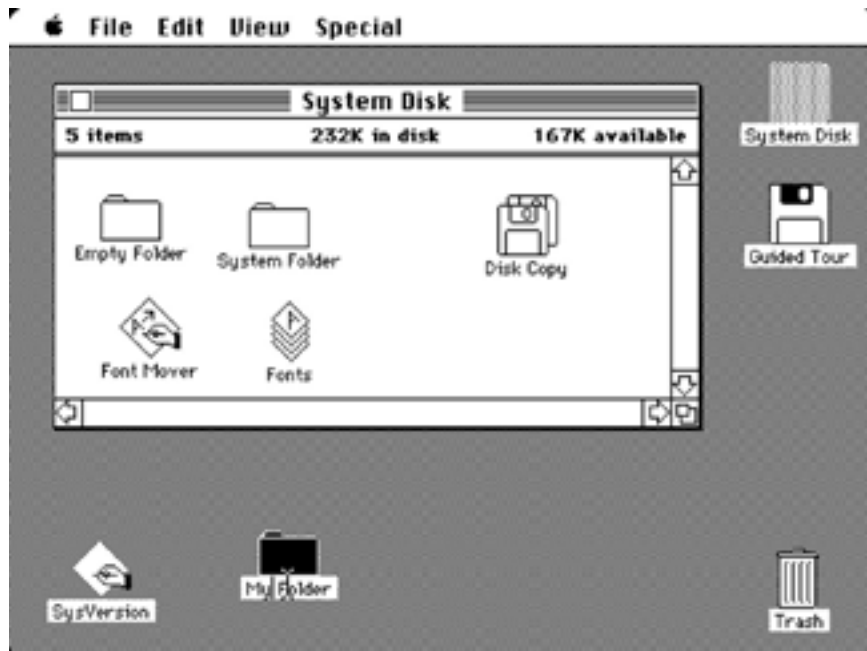 File Edit View Special
System Disk
5 items 232K in disk 167K available
Empty Folder
System Folder
Disk Copy
Font Mover
Fonts
System Disk
Guided Tour
SysVersion
My Folder
Trash